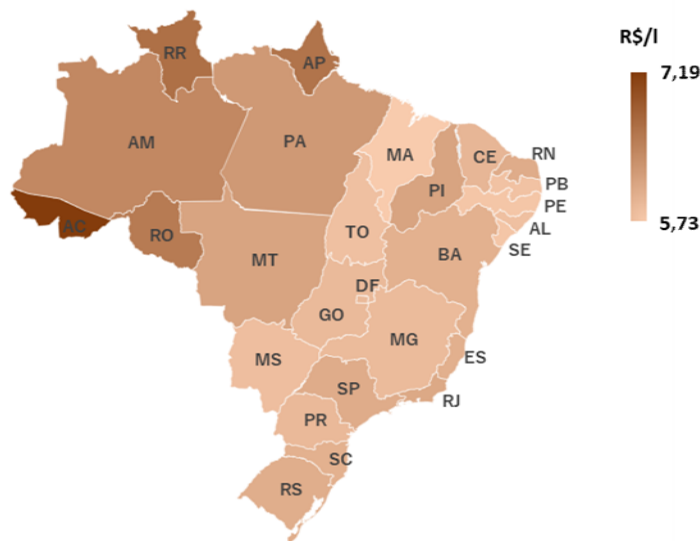 R$/l
7,19
5,73
RR
AP
AM
PA
MA
CE
RN
PB
PI
PE
AL
AC
RO
TO
SE
MT
BA
DF
GO
MG
MS
ES
SP
RJ
PR
SC
RS